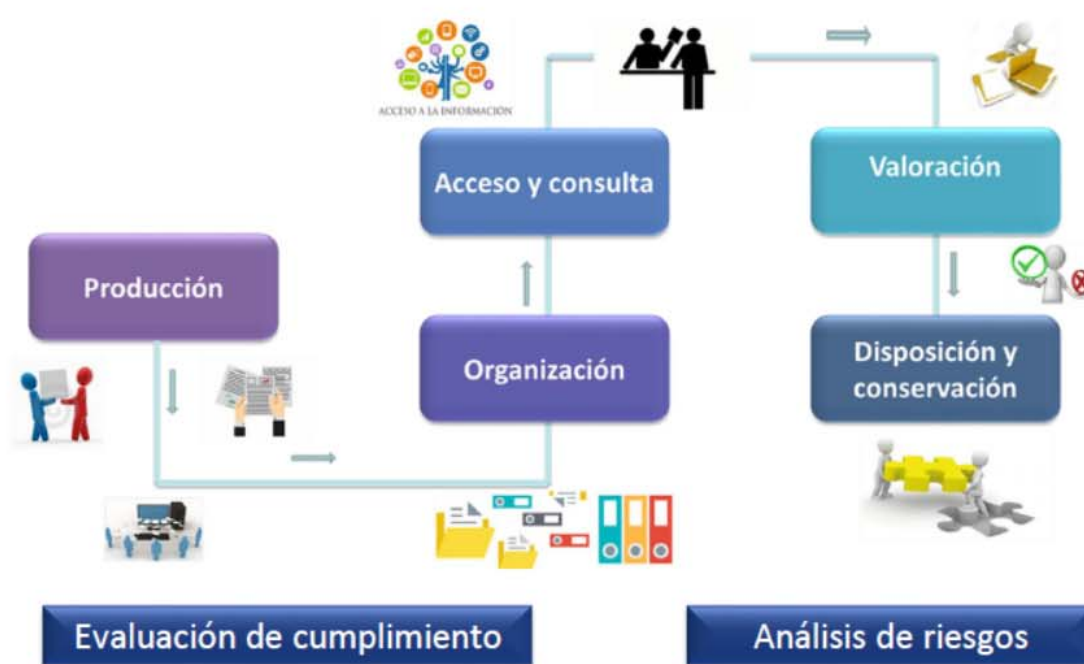 ACCESO A LA INFORMACIÓN
Acceso y consulta
Valoración
Producción
Organización
Disposición y
conservación
Evaluación de cumplimiento
Análisis de riesgos